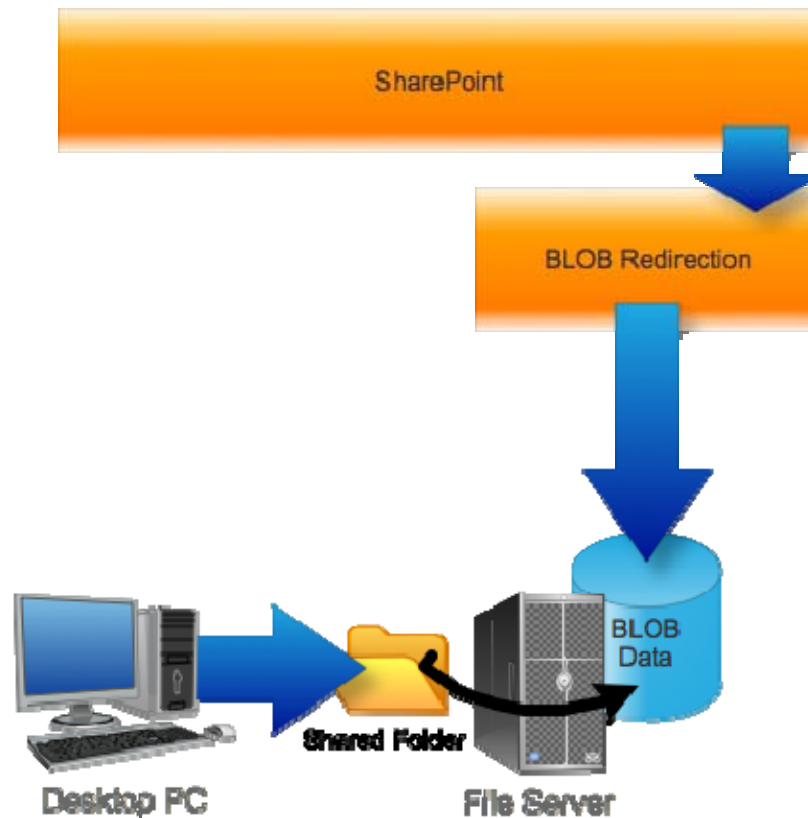 SharePoint
BLOB Redirection
BLOB
Data
Shared Folder
Desktop PC
File Server